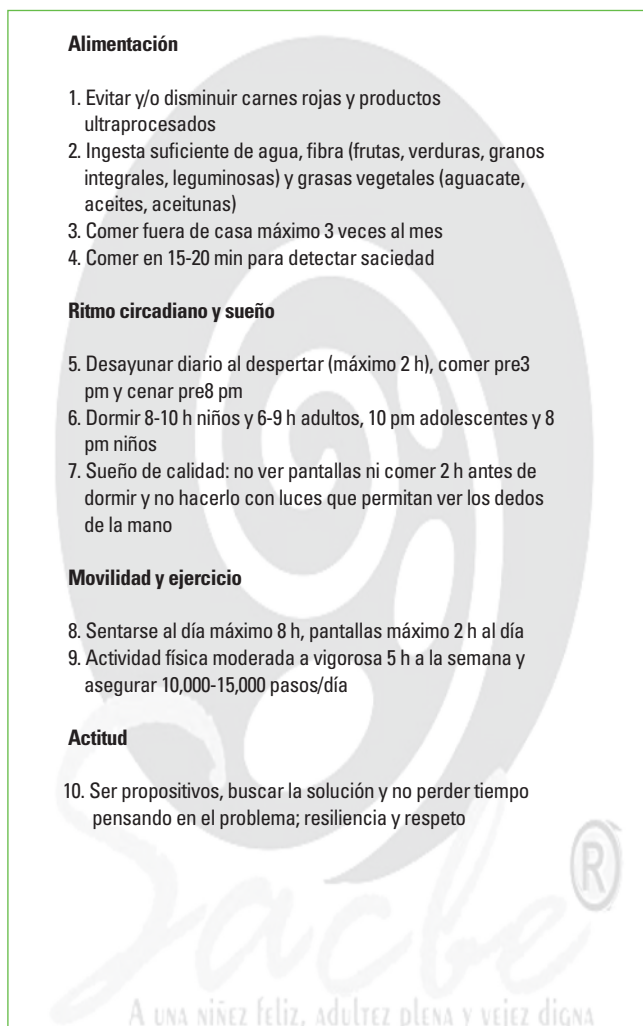 Alimentación
1. Evitar y/o disminuir carnes rojas y productos
ultraprocesados
2. Ingesta suficiente de agua, fibra (frutas, verduras, granos
integrales, leguminosas) y grasas vegetales (aguacate,
aceites, aceitunas)
3. Comer fuera de casa máximo 3 veces al mes
4. Comer en 15-20 min para detectar saciedad
Ritmo circadiano y sueño
5. Desayunar diario al despertar (máximo 2 h), comer pre3
pm y cenar pre8 pm
6. Dormir 8-10 h niños y 6-9 h adultos, 10 pm adolescentes y 8
pm niños
7. Sueño de calidad: no ver pantallas ni comer 2 h antes de
dormir y no hacerlo con luces que permitan ver los dedos
de la mano
Movilidad y ejercicio
8. Sentarse al día máximo 8 h, pantallas máximo 2 h al día
9. Actividad física moderada a vigorosa 5 h a la semana y
asegurar 10,000-15,000 pasos/día
Actitud
10. Ser propositivos, buscar la solución y no perder tiempo
pensando en el problema; resiliencia y respeto
Sacbe ®
A UNA NIÑEZ FELIZ, ADULTEZ PLENA Y VEJEZ DIGNA